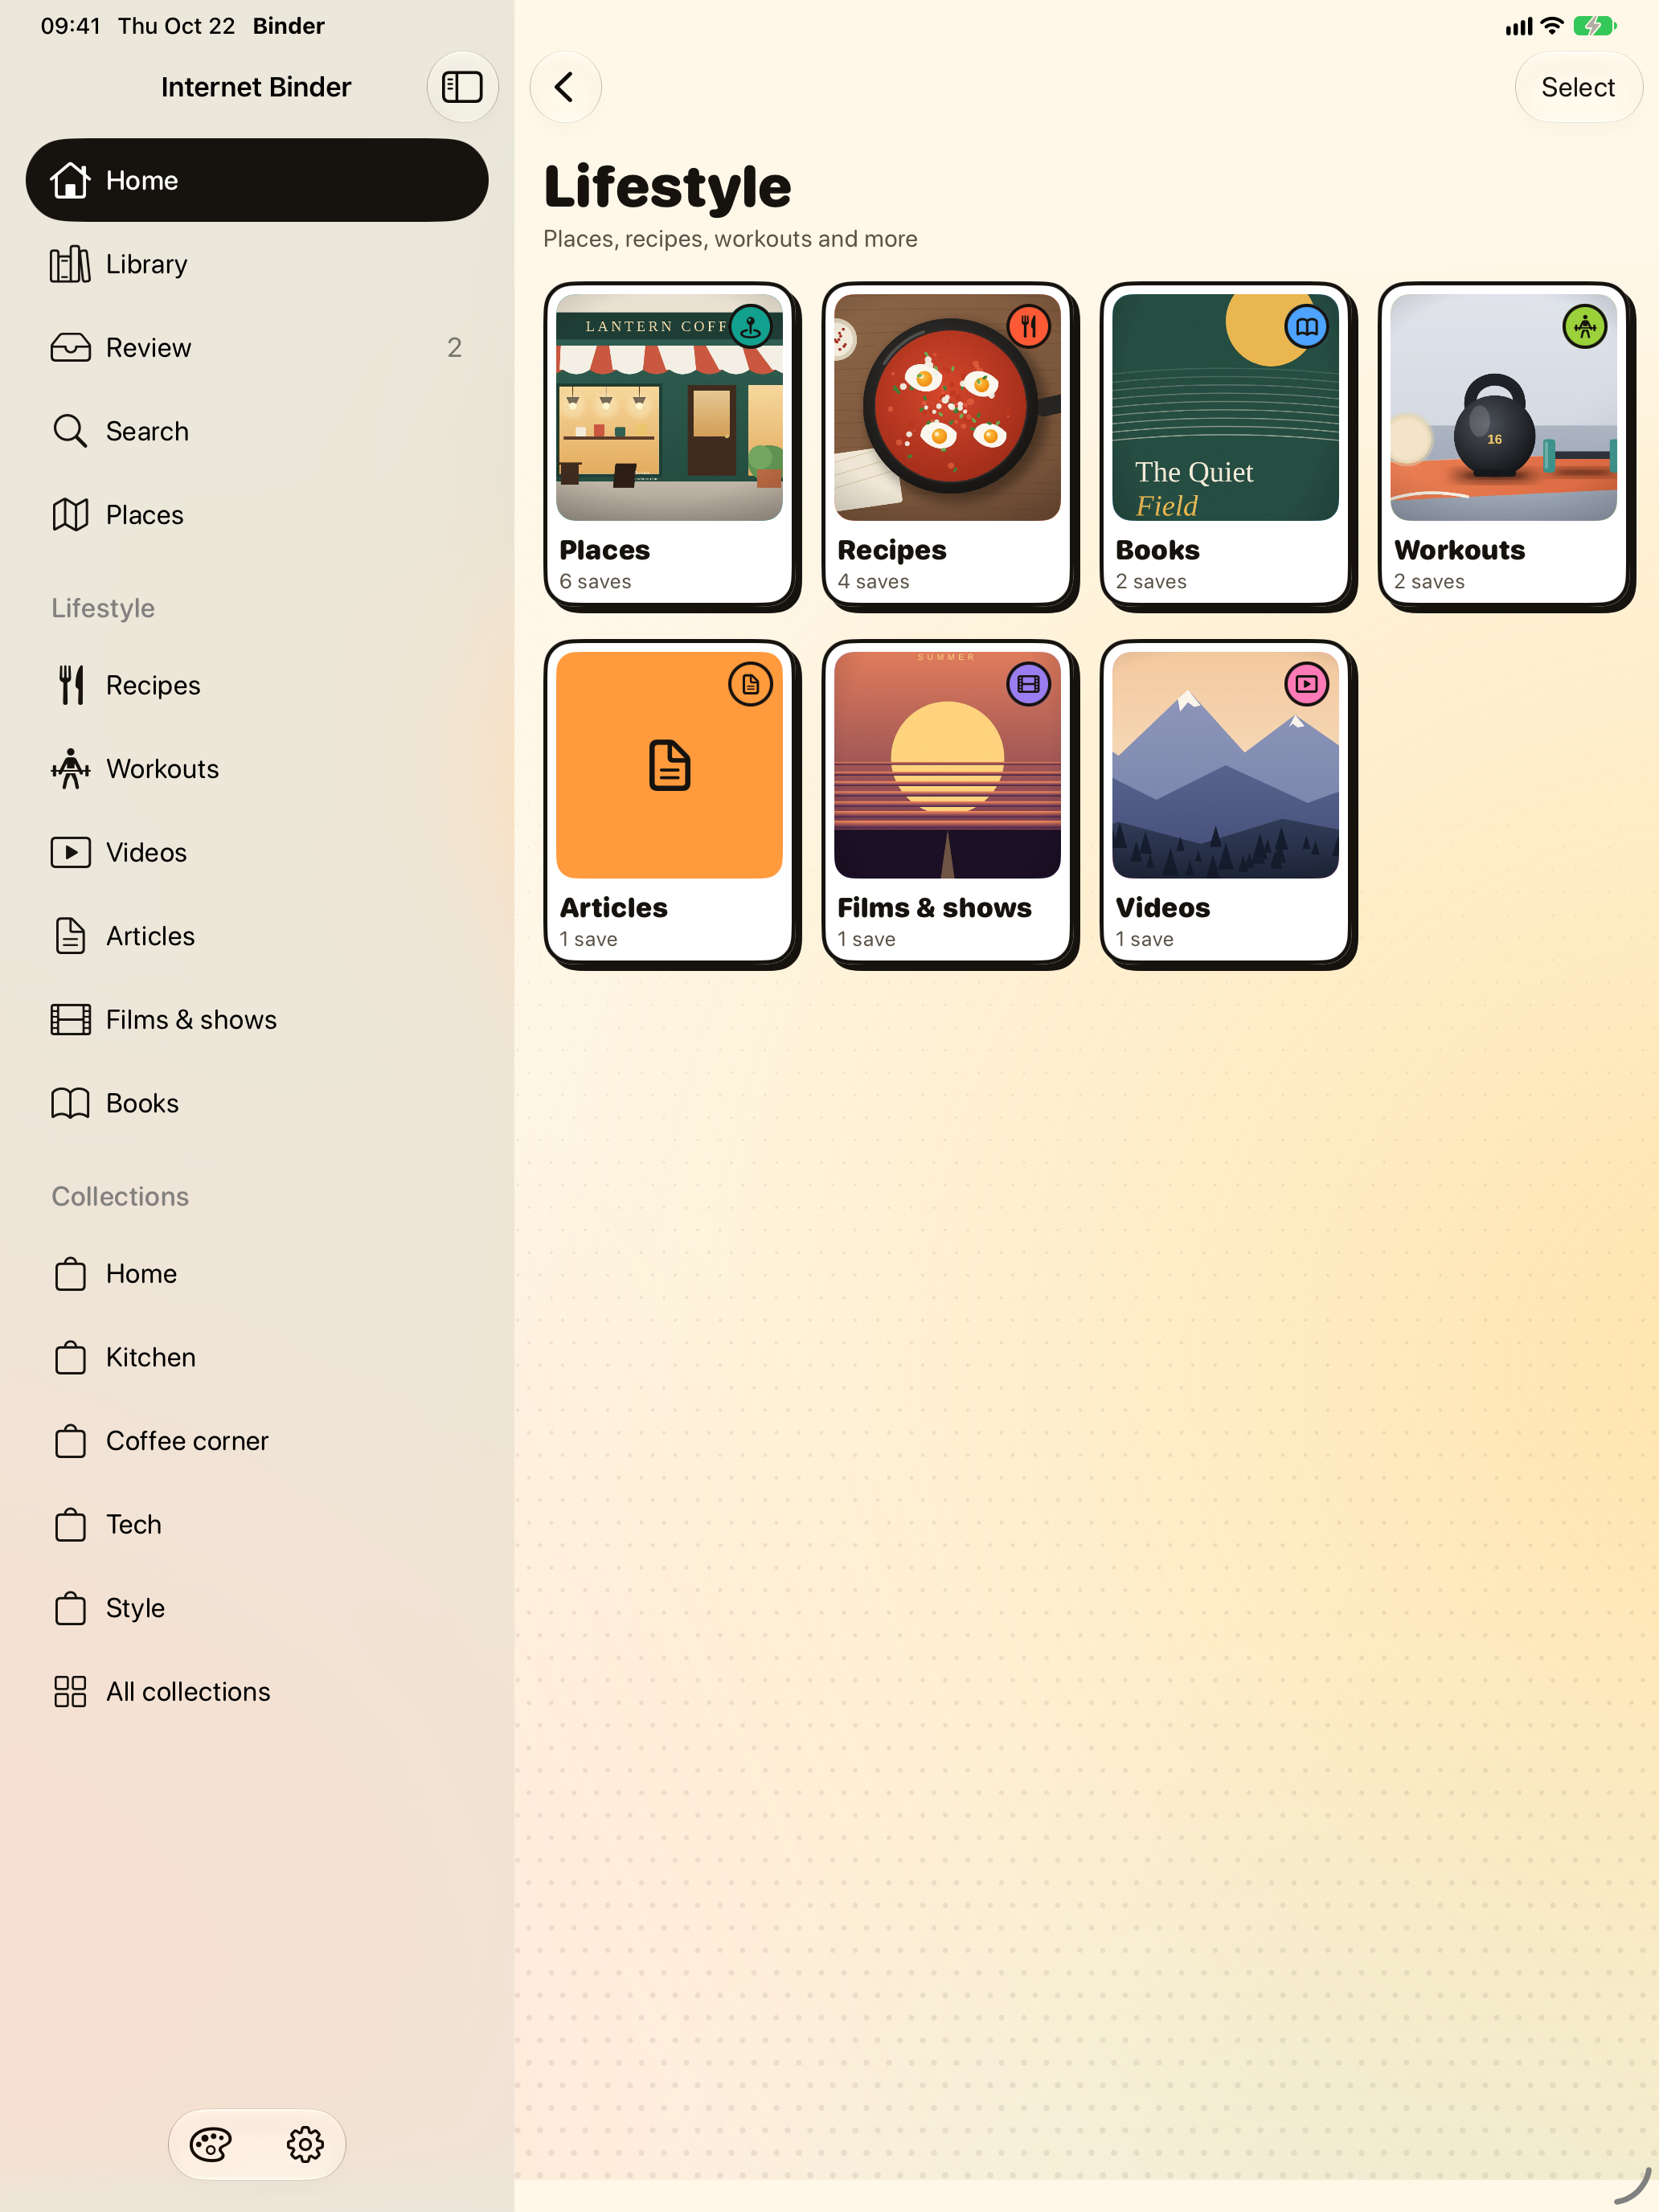 09:41 Thu Oct 22 Binder
Internet Binder
Home
Library
Review 2
Search
Places
Lifestyle
Recipes
Workouts
Videos
Articles
Films & shows
Books
Collections
Home
Kitchen
Coffee corner
Tech
Style
All collections
Select
Lifestyle
Places, recipes, workouts and more
LANTERN COFF
Places
6 saves
Recipes
4 saves
The Quiet
Field
Books
2 saves
16
Workouts
2 saves
Articles
1 save
SUMMER
Films & shows
1 save
Videos
1 save